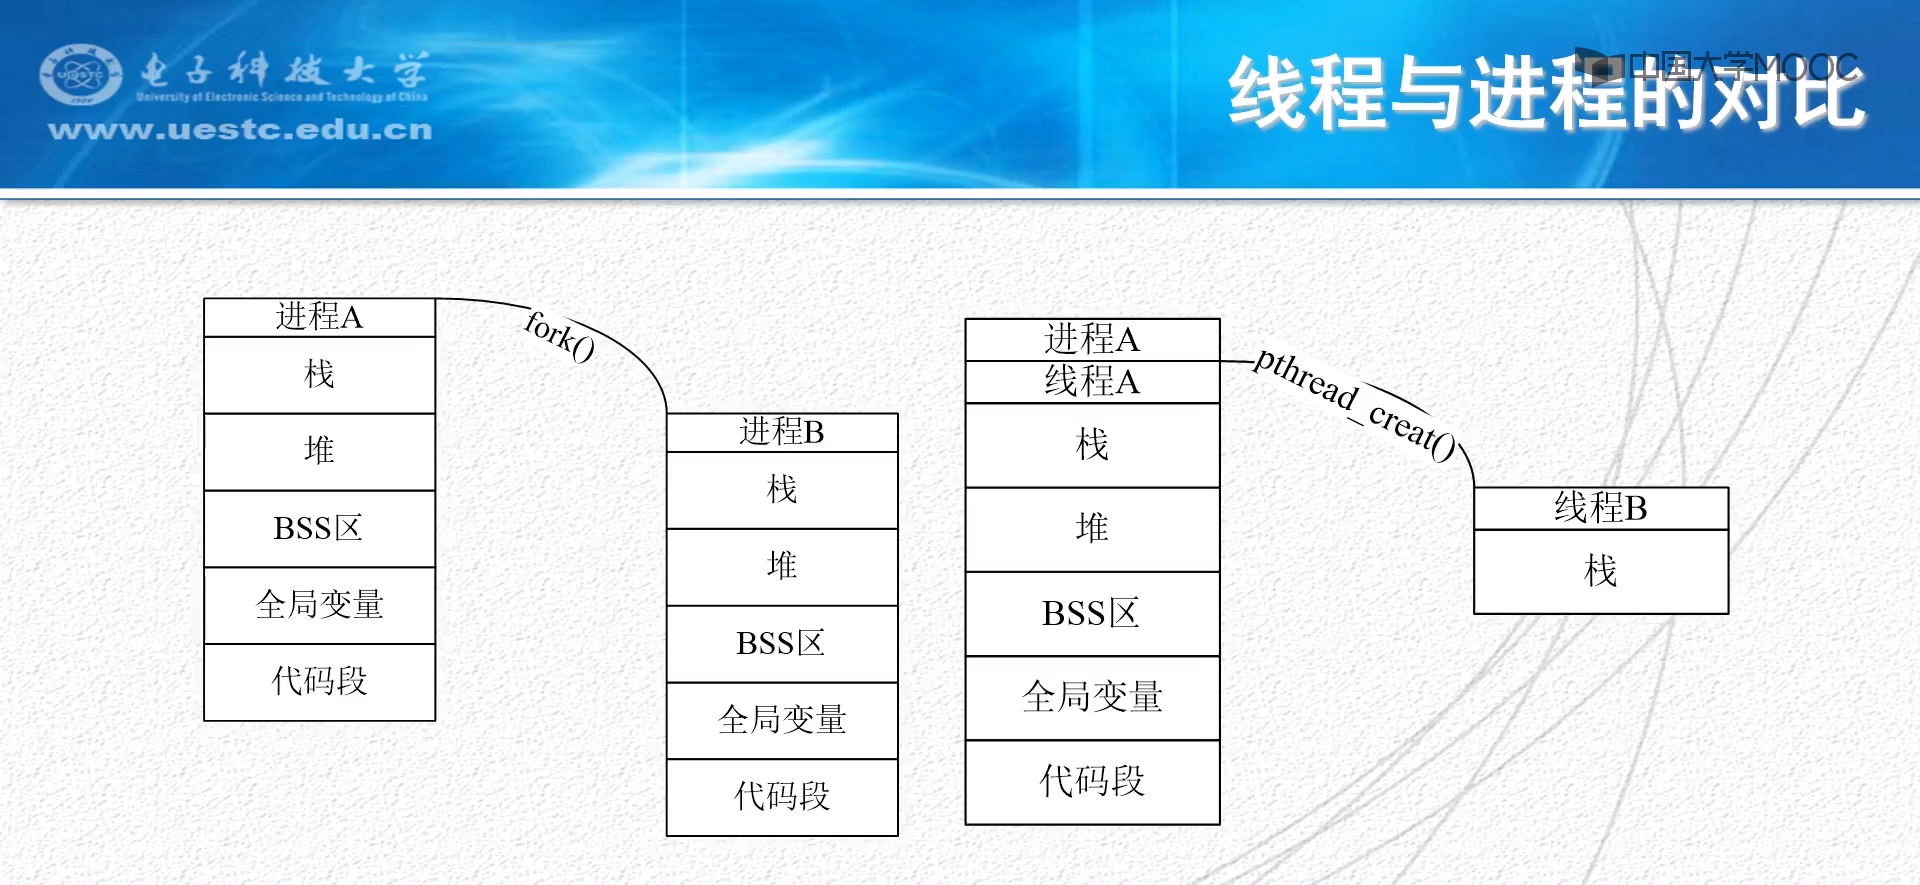 电子科技大学
University of Electronic Science and Technology of China
www.uestc.edu.cn
UESTC
中国大学MOOC
线程与进程的对比
进程A
栈
堆
BSS区
全局变量
代码段
fork()
进程B
栈
堆
BSS区
全局变量
代码段
进程A
线程A
栈
堆
BSS区
全局变量
代码段
pthread_creat()
线程B
栈